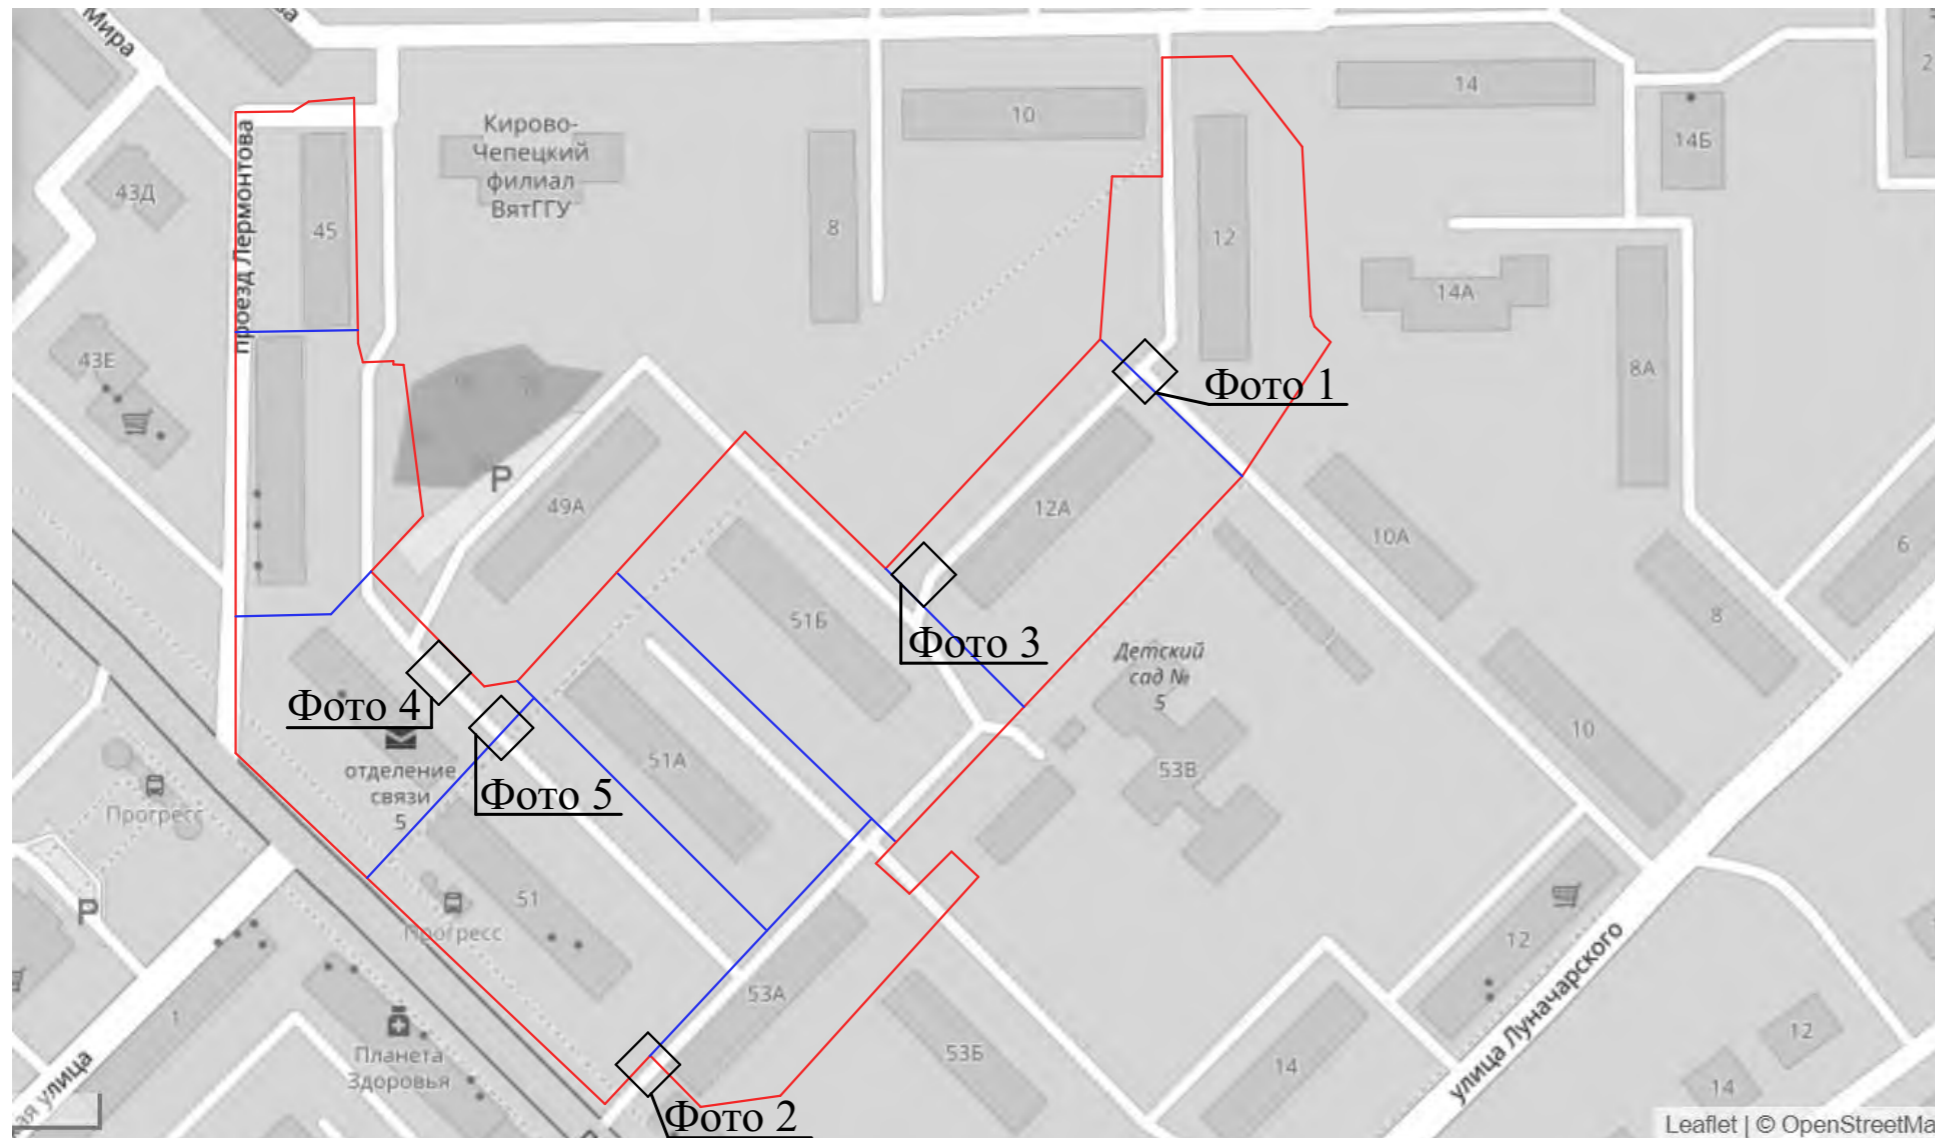 Мира
ва
проезд Лермонтова
Кирово-
Чепецкий
филиал
ВятГГУ
10
14
2
14Б
43Д
45
8
12
14А
43Е
8А
Фото 1
P
49А
12А
10А
6
51Б
8
Фото 3
Детский
сад №
5
Фото 4
отделение
связи
5
51А
53В
10
Прогресс
Фото 5
P
51
Прогресс
12
53А
1
улица Луначарского
Планета
Здоровья
53Б
14
12
14
ая улица
Фото 2
Leaflet | © OpenStreetMa